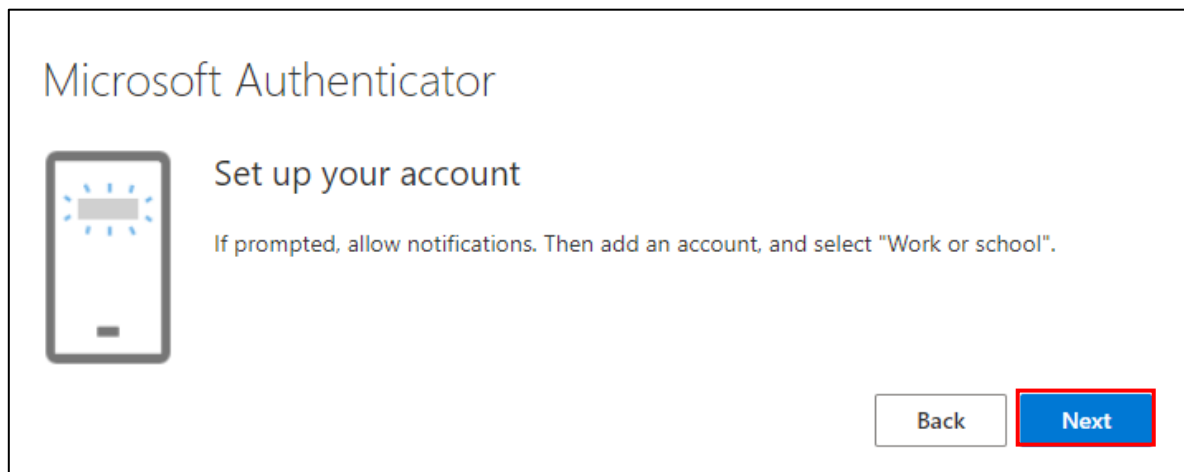 Microsoft Authenticator
Set up your account
If prompted, allow notifications. Then add an account, and select "Work or school".
Back
Next